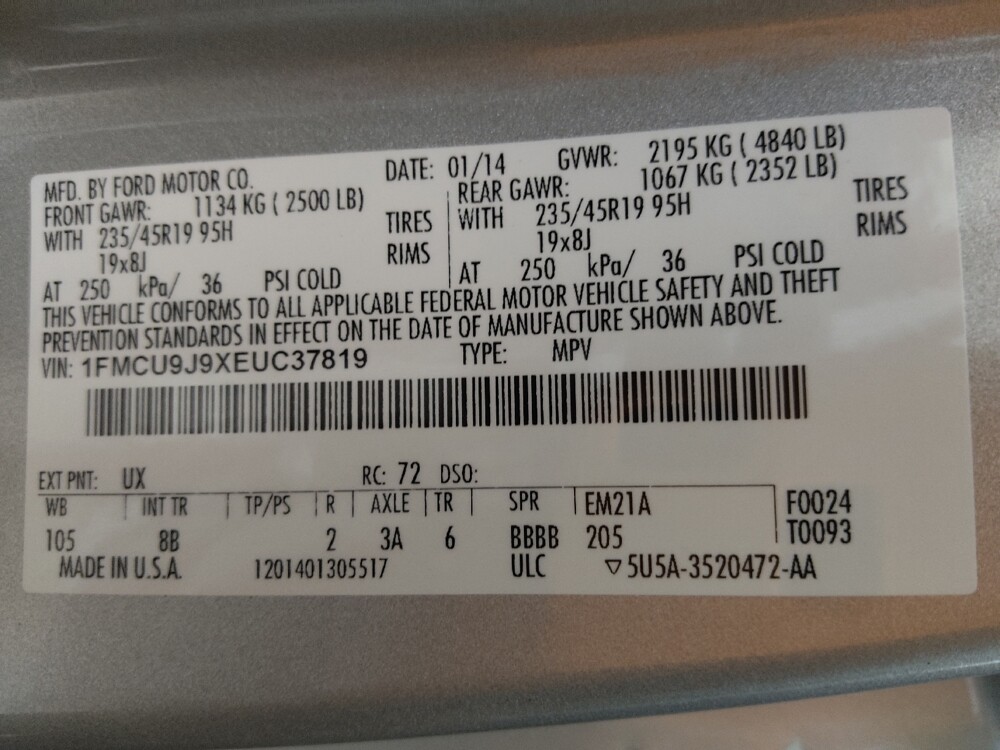 MFD. BY FORD MOTOR CO. DATE: 01/14 GVWR: 2195 KG ( 4840 LB)
FRONT GAWR: 1134 KG ( 2500 LB) REAR GAWR: 1067 KG ( 2352 LB)
WITH 235/45R19 95H TIRES WITH 235/45R19 95H TIRES
19x8J RIMS 19x8J RIMS
AT 250 kPa/ 36 PSI COLD AT 250 kPa/ 36 PSI COLD
THIS VEHICLE CONFORMS TO ALL APPLICABLE FEDERAL MOTOR VEHICLE SAFETY AND THEFT
PREVENTION STANDARDS IN EFFECT ON THE DATE OF MANUFACTURE SHOWN ABOVE.
VIN: 1FMCU9J9XEUC37819 TYPE: MPV
EXT PNT: UX RC: 72 DSO:
WB INT TR TP/PS R AXLE TR SPR EM21A F0024
105 8B 2 3A 6 BBBB 205 T0093
MADE IN U.S.A. 1201401305517 ULC ▽5U5A-3520472-AA